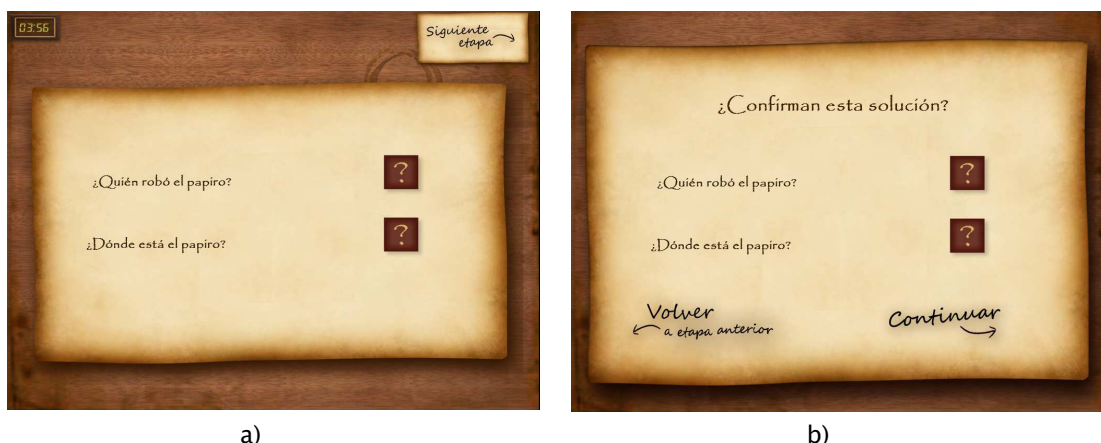 03:56
Siguiente
etapa
¿Quién robó el papiro?
?
¿Dónde está el papiro?
?
a)
¿Confirman esta solución?
¿Quién robó el papiro?
?
¿Dónde está el papiro?
?
Volver
a etapa anterior
Continuar
b)